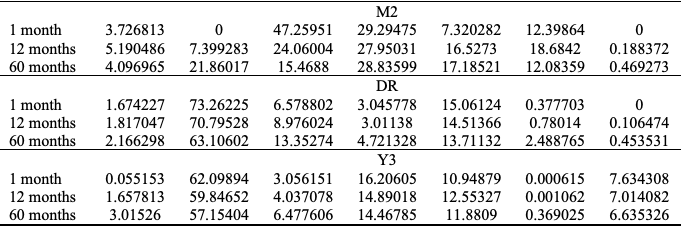 M2
1 month 3.726813 0 47.25951 29.29475 7.320282 12.39864 0
12 months 5.190486 7.399283 24.06004 27.95031 16.5273 18.6842 0.188372
60 months 4.096965 21.86017 15.4688 28.83599 17.18521 12.08359 0.469273
DR
1 month 1.674227 73.26225 6.578802 3.045778 15.06124 0.377703 0
12 months 1.817047 70.79528 8.976024 3.01138 14.51366 0.78014 0.106474
60 months 2.166298 63.10602 13.35274 4.721328 13.71132 2.488765 0.453531
Y3
1 month 0.055153 62.09894 3.056151 16.20605 10.94879 0.000615 7.634308
12 months 1.657813 59.84652 4.037078 14.89018 12.55327 0.001062 7.014082
60 months 3.01526 57.15404 6.477606 14.46785 11.8809 0.369025 6.635326